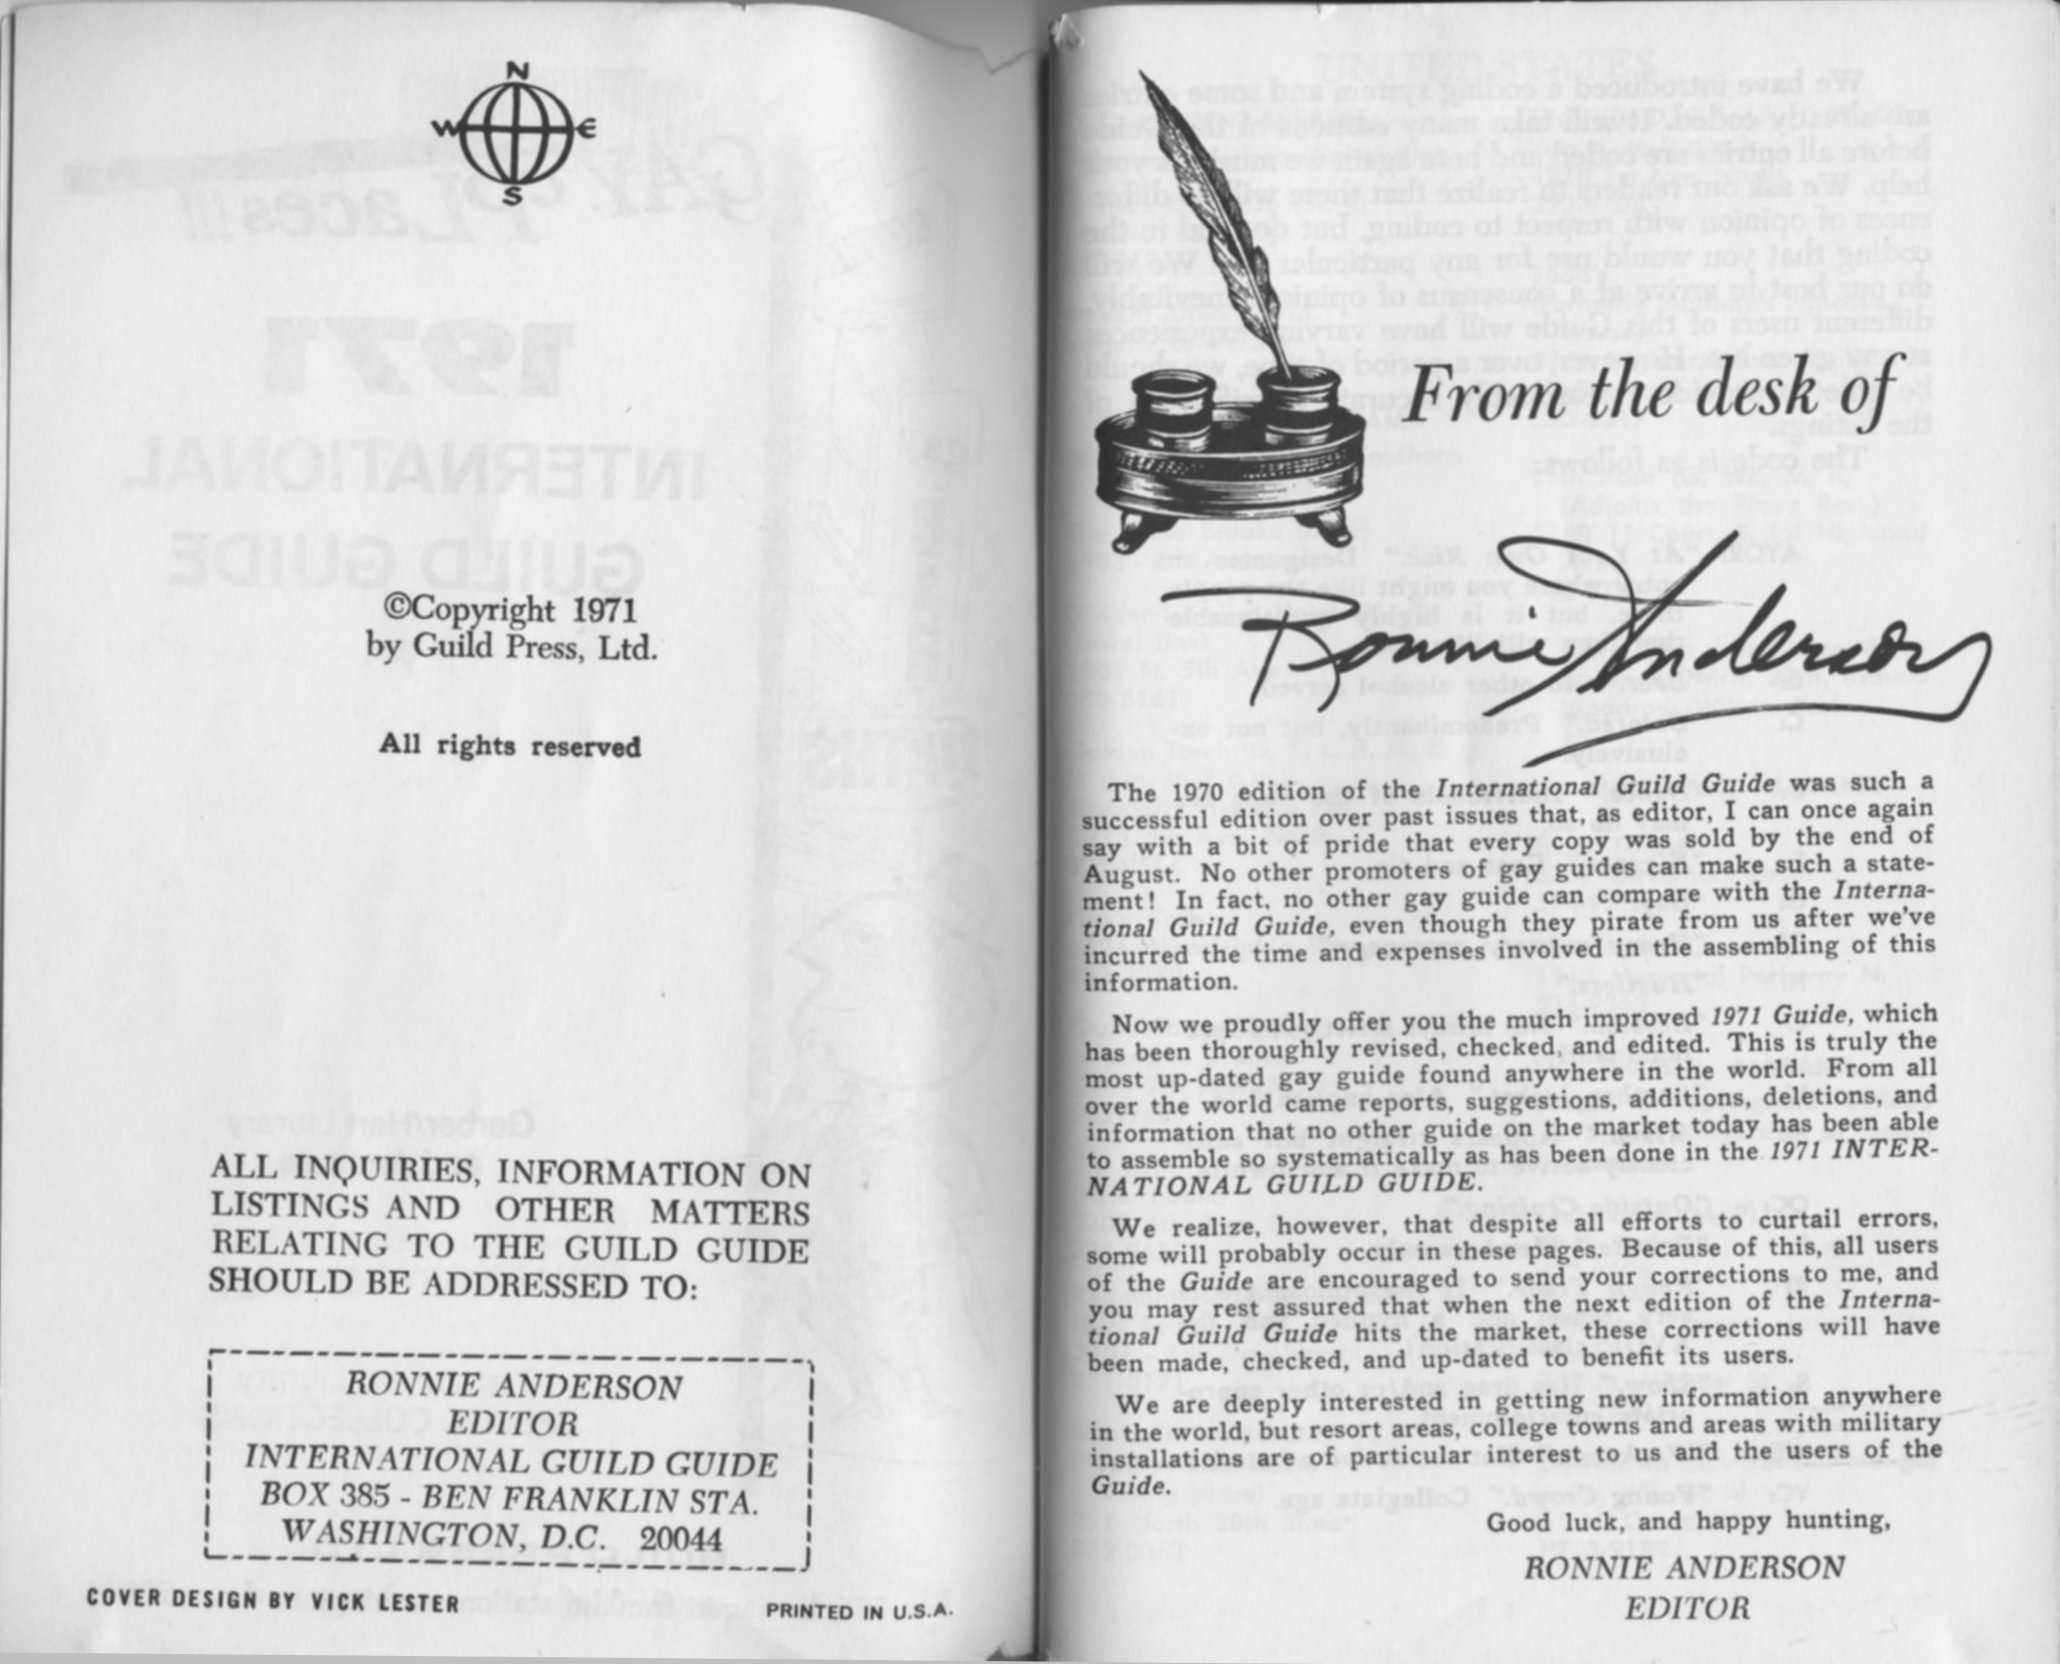 N
W E
S
©Copyright 1971
by Guild Press, Ltd.
All rights reserved
ALL INQUIRIES, INFORMATION ON
LISTINGS AND OTHER MATTERS
RELATING TO THE GUILD GUIDE
SHOULD BE ADDRESSED TO:
RONNIE ANDERSON
EDITOR
INTERNATIONAL GUILD GUIDE
BOX 385 - BEN FRANKLIN STA.
WASHINGTON, D.C. 20044
COVER DESIGN BY VICK LESTER
PRINTED IN U.S.A.
From the desk of
Ronnie Anderson
The 1970 edition of the International Guild Guide was such a
successful edition over past issues that, as editor, I can once again
say with a bit of pride that every copy was sold by the end of
August. No other promoters of gay guides can make such a state-
ment! In fact, no other gay guide can compare with the Interna-
tional Guild Guide, even though they pirate from us after we've
incurred the time and expenses involved in the assembling of this
information.
Now we proudly offer you the much improved 1971 Guide, which
has been thoroughly revised, checked, and edited. This is truly the
most up-dated gay guide found anywhere in the world. From all
over the world came reports, suggestions, additions, deletions, and
information that no other guide on the market today has been able
to assemble so systematically as has been done in the 1971 INTER-
NATIONAL GUILD GUIDE.
We realize, however, that despite all efforts to curtail errors,
some will probably occur in these pages. Because of this, all users
of the Guide are encouraged to send your corrections to me, and
you may rest assured that when the next edition of the Interna-
tional Guild Guide hits the market, these corrections will have
been made, checked, and up-dated to benefit its users.
We are deeply interested in getting new information anywhere
in the world, but resort areas, college towns and areas with military
installations are of particular interest to us and the users of the
Guide.
Good luck, and happy hunting,
RONNIE ANDERSON
EDITOR